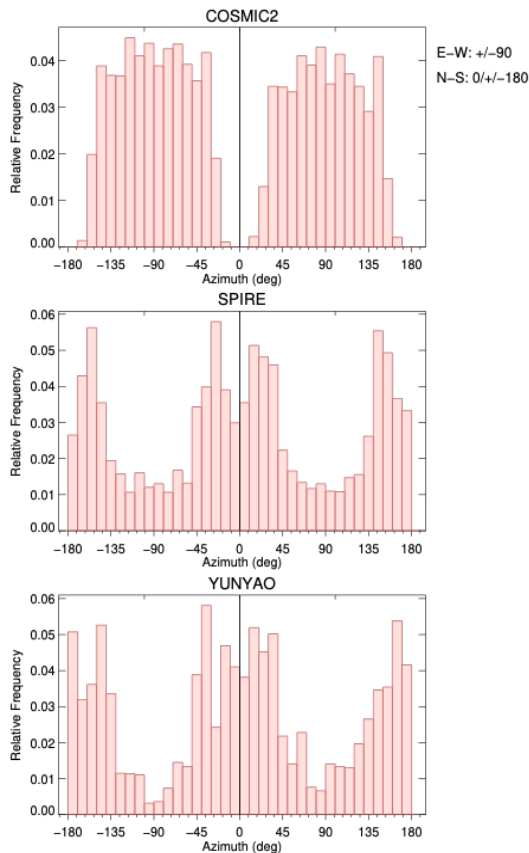 COSMIC2
E-W: +/-90
N-S: 0/+/-180
Relative Frequency
0.04
0.03
0.02
0.01
0.00
-180 -135 -90 -45 0 45 90 135 180
Azimuth (deg)
SPIRE
Relative Frequency
0.06
0.05
0.04
0.03
0.02
0.01
0.00
-180 -135 -90 -45 0 45 90 135 180
Azimuth (deg)
YUNYAO
Relative Frequency
0.06
0.05
0.04
0.03
0.02
0.01
0.00
-180 -135 -90 -45 0 45 90 135 180
Azimuth (deg)